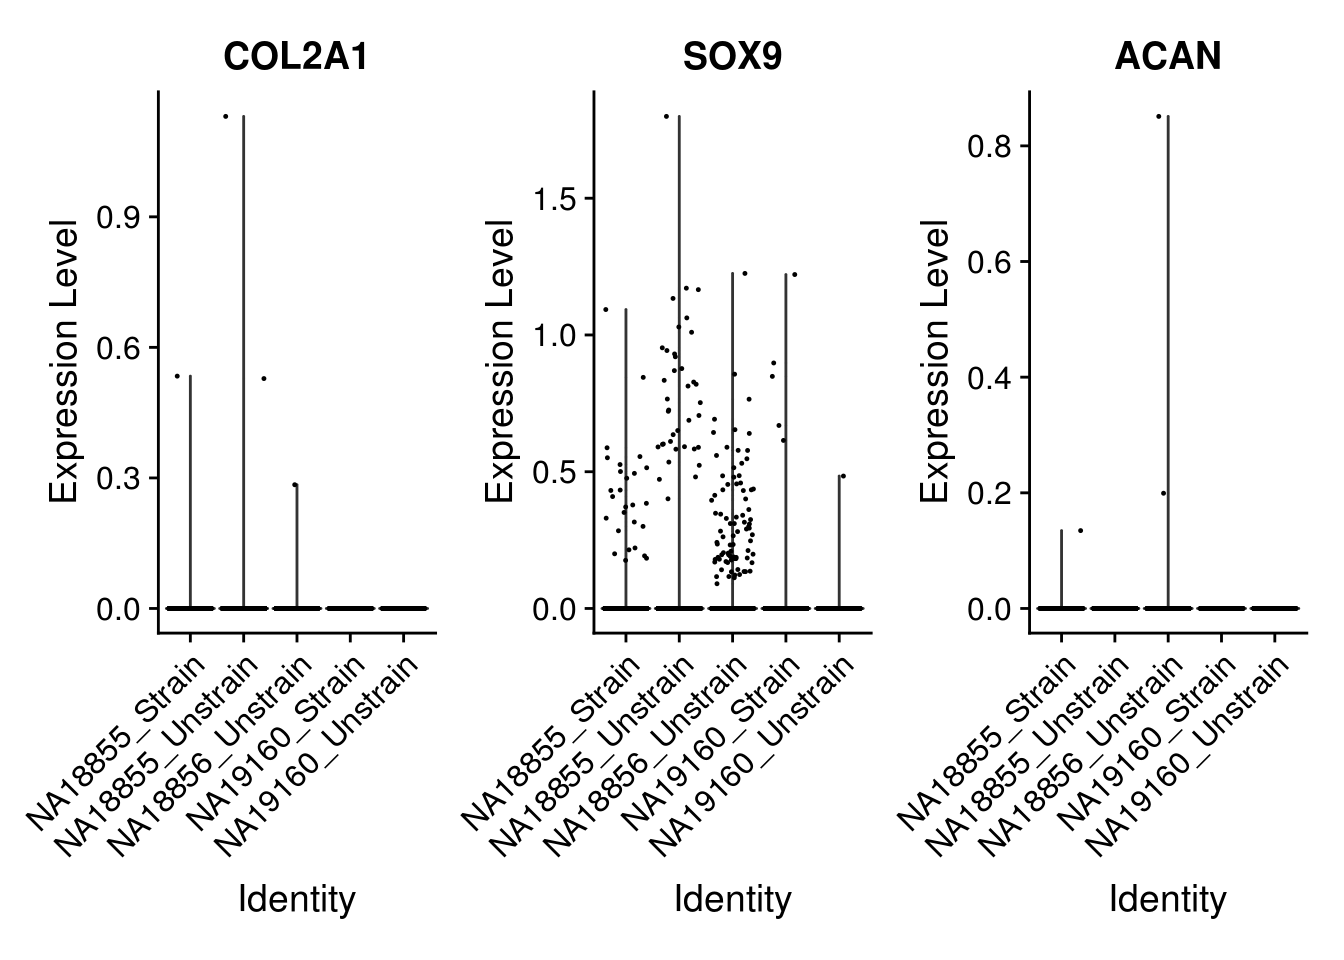 COL2A1
Expression Level
0.9
0.6
0.3
0.0
NA18855_Strain
NA18855_Unstrain
NA18856_Unstrain
NA19160_Strain
NA19160_Unstrain
Identity
SOX9
Expression Level
1.5
1.0
0.5
0.0
NA18855_Strain
NA18855_Unstrain
NA18856_Unstrain
NA19160_Strain
NA19160_Unstrain
Identity
ACAN
Expression Level
0.8
0.6
0.4
0.2
0.0
NA18855_Strain
NA18855_Unstrain
NA18856_Unstrain
NA19160_Strain
NA19160_Unstrain
Identity